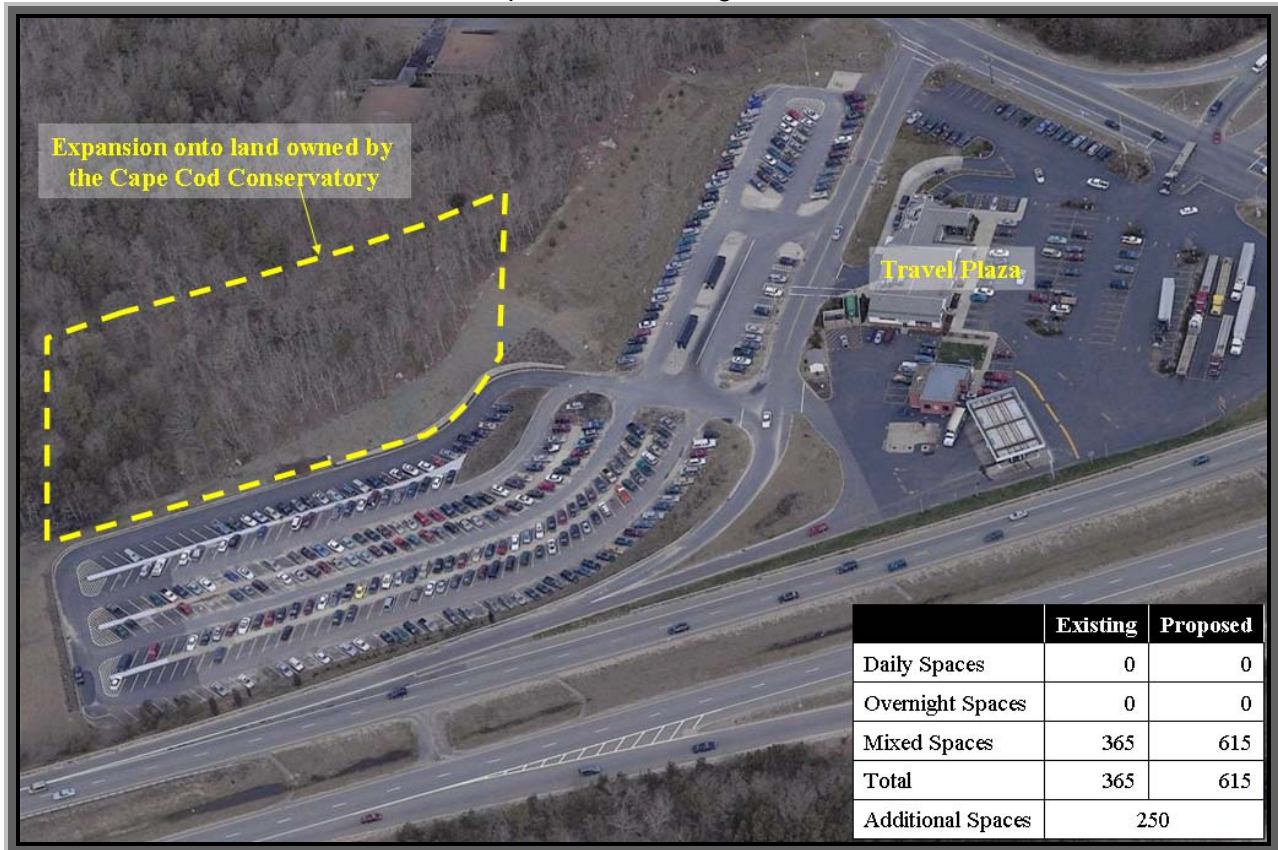 Expansion onto land owned by
the Cape Cod Conservatory
Travel Plaza
Existing Proposed
Daily Spaces 0 0
Overnight Spaces 0 0
Mixed Spaces 365 615
Total 365 615
Additional Spaces 250